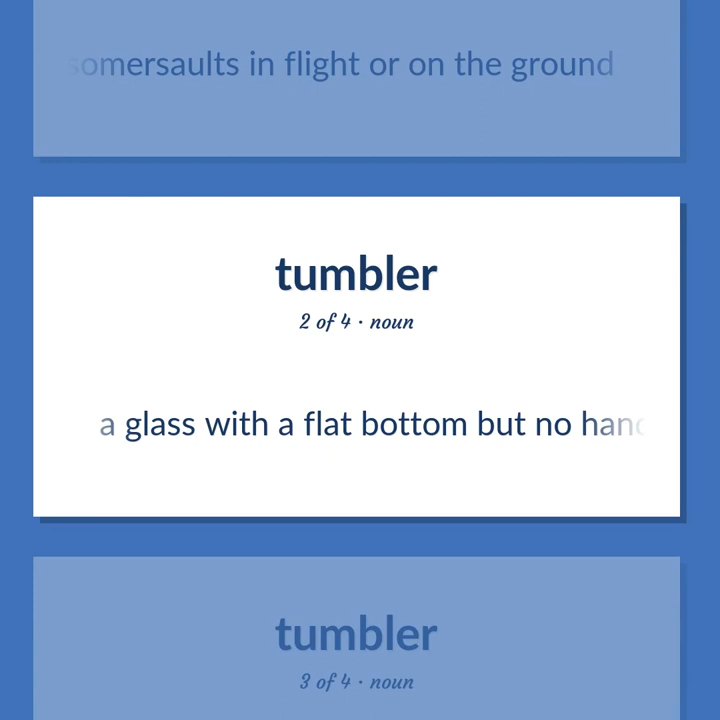 somersaults in flight or on the ground
tumbler
2 of 4 · noun
a glass with a flat bottom but no
tumbler
3 of 4 · noun